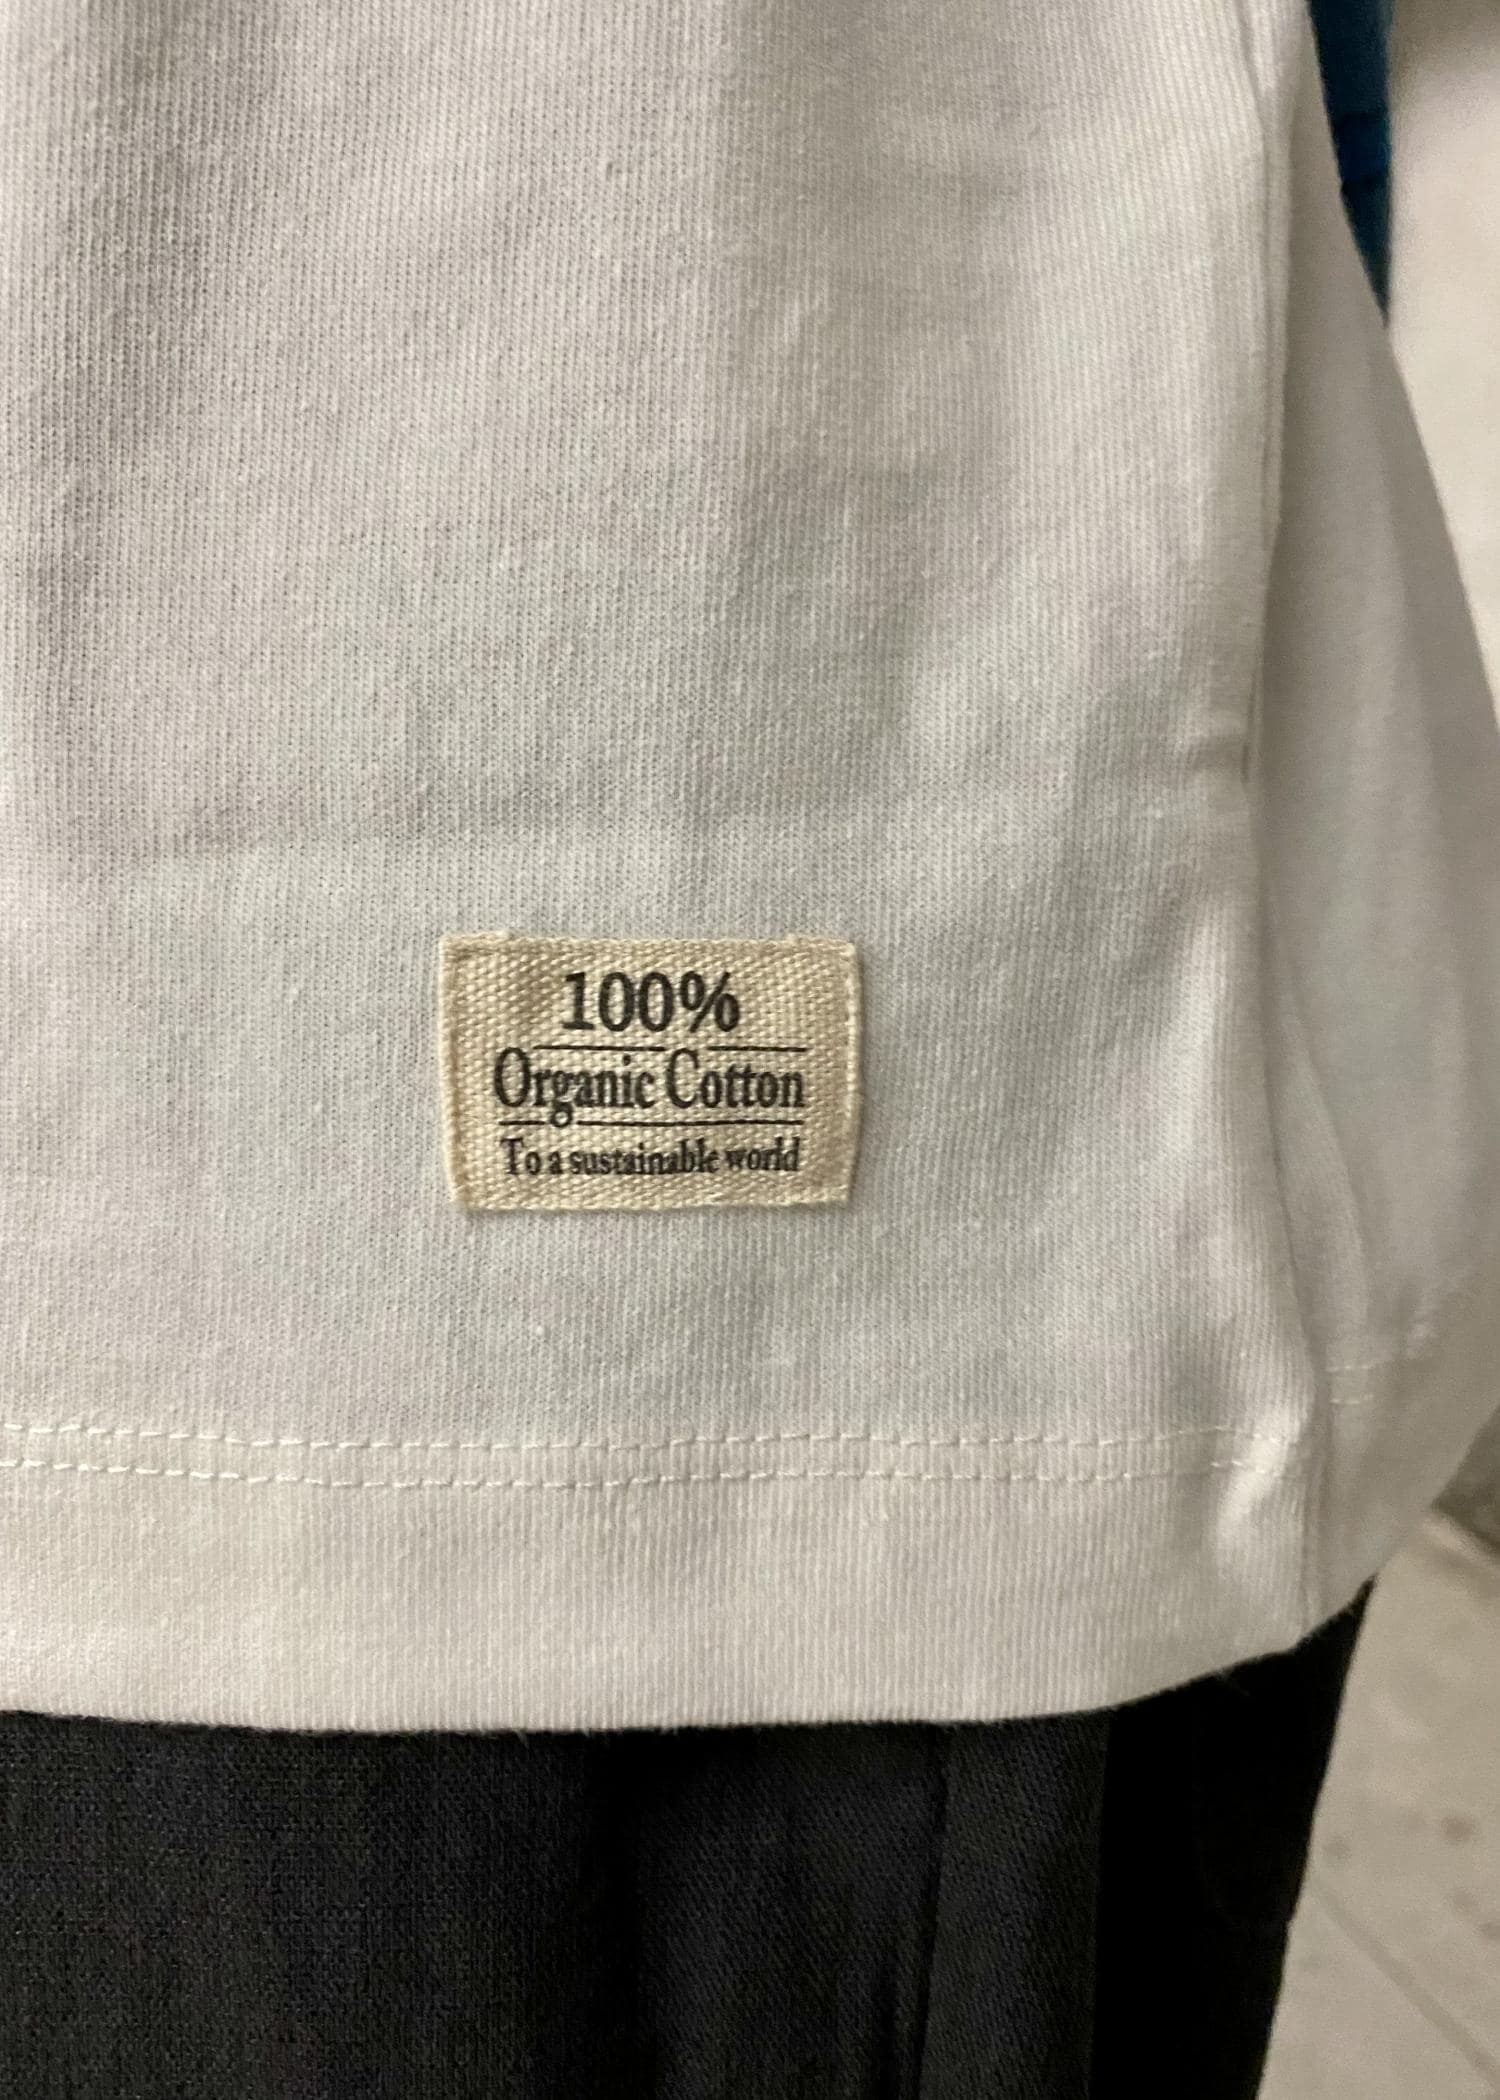 100%
Organic Cotton
To a sustainable world